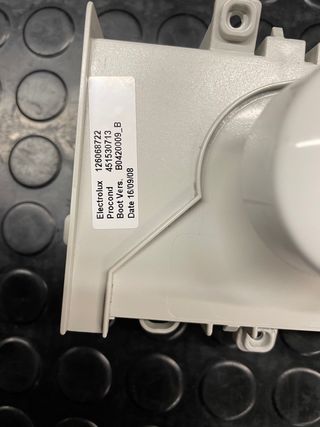 Electrolux 126068722
Procond 451530713
Boot Vers. B0420009_B
Date 16/09/08